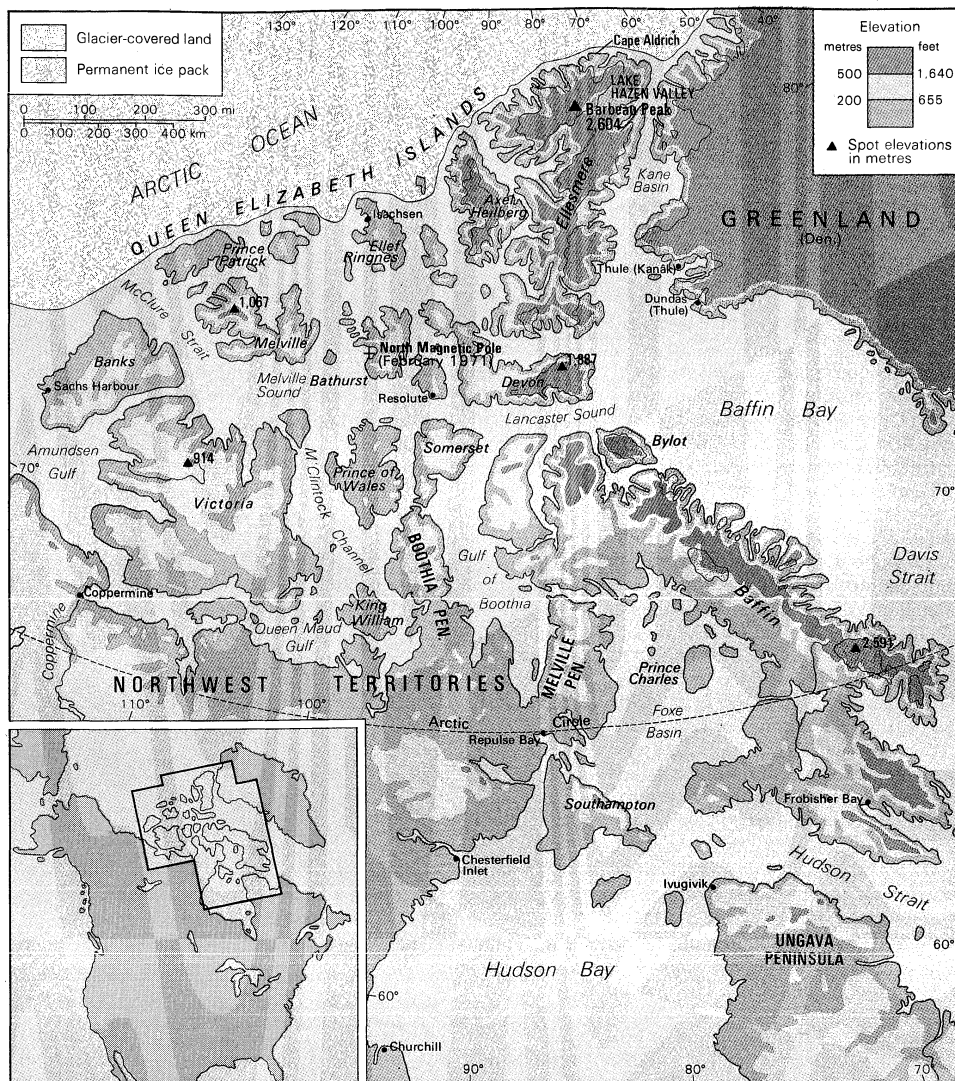 Glacier-covered land
Permanent ice pack
0 100 200 300 mi
0 100 200 300 400 km
Elevation
metres feet
500 1,640
200 655
▲ Spot elevations
in metres
130° 120° 110° 100° 90° 80° 70° 60° 50° 40°
Cape Aldrich
LAKE
HAZEN VALLEY
Barbeau Peak
2,604
80°
ARCTIC OCEAN
QUEEN ELIZABETH ISLANDS
Kane
Basin
Axel
Heilberg
Ellesmere
Isachsen
GREENLAND
(Den.)
Prince
Patrick
Ellef
Ringnes
Thule (Kanâk)
Dundas
(Thule)
McClure Strait
1,067
Melville
North Magnetic Pole
(February 1971)
1,887
Banks
Sachs Harbour
Melville
Sound
Bathurst
Devon
Resolute
Lancaster Sound
Baffin Bay
Amundsen
Gulf
70°
914
Victoria
Somerset
Bylot
Prince of
Wales
70°
M'Clintock Channel
BOOTHIA PEN
Gulf
of
Boothia
Davis
Strait
Coppermine
Coppermine
King
William
Queen Maud
Gulf
Baffin
2,591
MELVILLE
PEN
Prince
Charles
NORTHWEST TERRITORIES
110° 100°
Arctic Circle
Foxe
Basin
Repulse Bay
Southampton
Frobisher Bay
Chesterfield
Inlet
Hudson Strait
Ivugivik
60°
UNGAVA
PENINSULA
Hudson Bay
60°
Churchill
90° 80° 70°